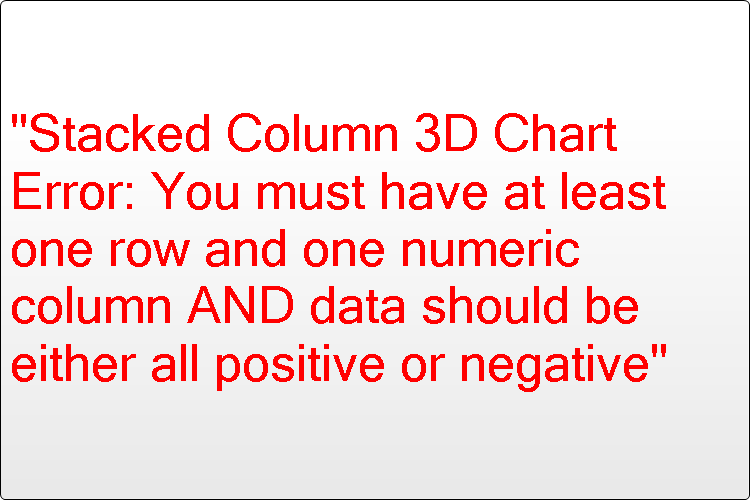 "Stacked Column 3D Chart
Error: You must have at least
one row and one numeric
column AND data should be
either all positive or negative"